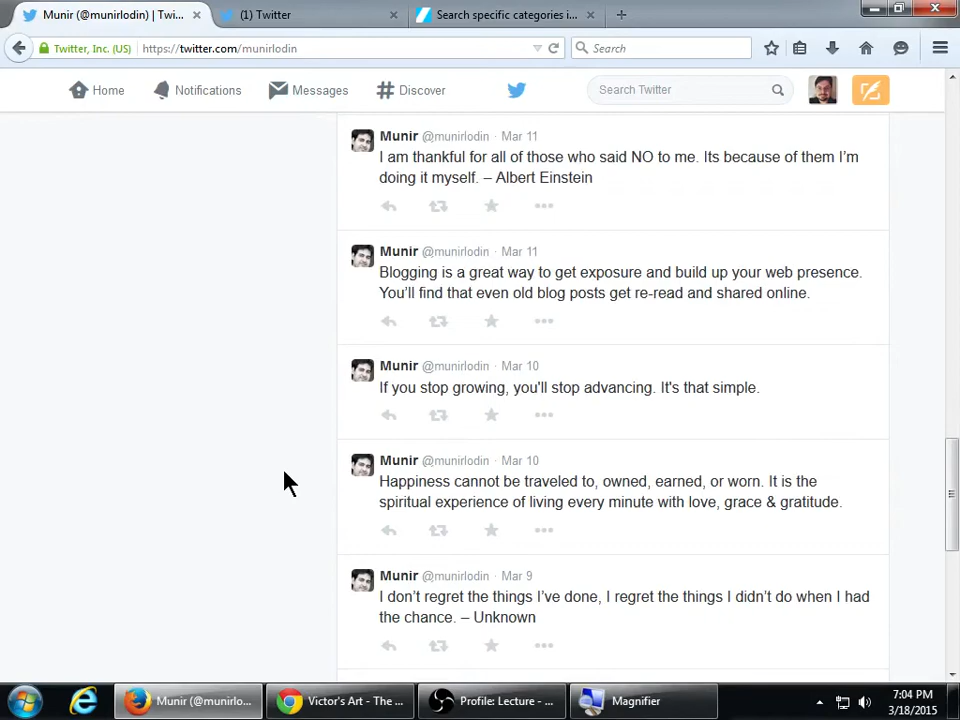 Munir (@munirlodin) | Twi...
(1) Twitter
Search specific categories i...
Twitter, Inc. (US)
https://twitter.com/munirlodin
Search
Home
Notifications
Messages
Discover
Search Twitter
Munir @munirlodin · Mar 11
I am thankful for all of those who said NO to me. Its because of them I’m
doing it myself. – Albert Einstein
Munir @munirlodin · Mar 11
Blogging is a great way to get exposure and build up your web presence.
You’ll find that even old blog posts get re-read and shared online.
Munir @munirlodin · Mar 10
If you stop growing, you'll stop advancing. It's that simple.
Munir @munirlodin · Mar 10
Happiness cannot be traveled to, owned, earned, or worn. It is the
spiritual experience of living every minute with love, grace & gratitude.
Munir @munirlodin · Mar 9
I don’t regret the things I’ve done, I regret the things I didn’t do when I had
the chance. – Unknown
Munir (@munirlo...
Victor's Art - The ...
Profile: Lecture - ...
Magnifier
7:04 PM
3/18/2015